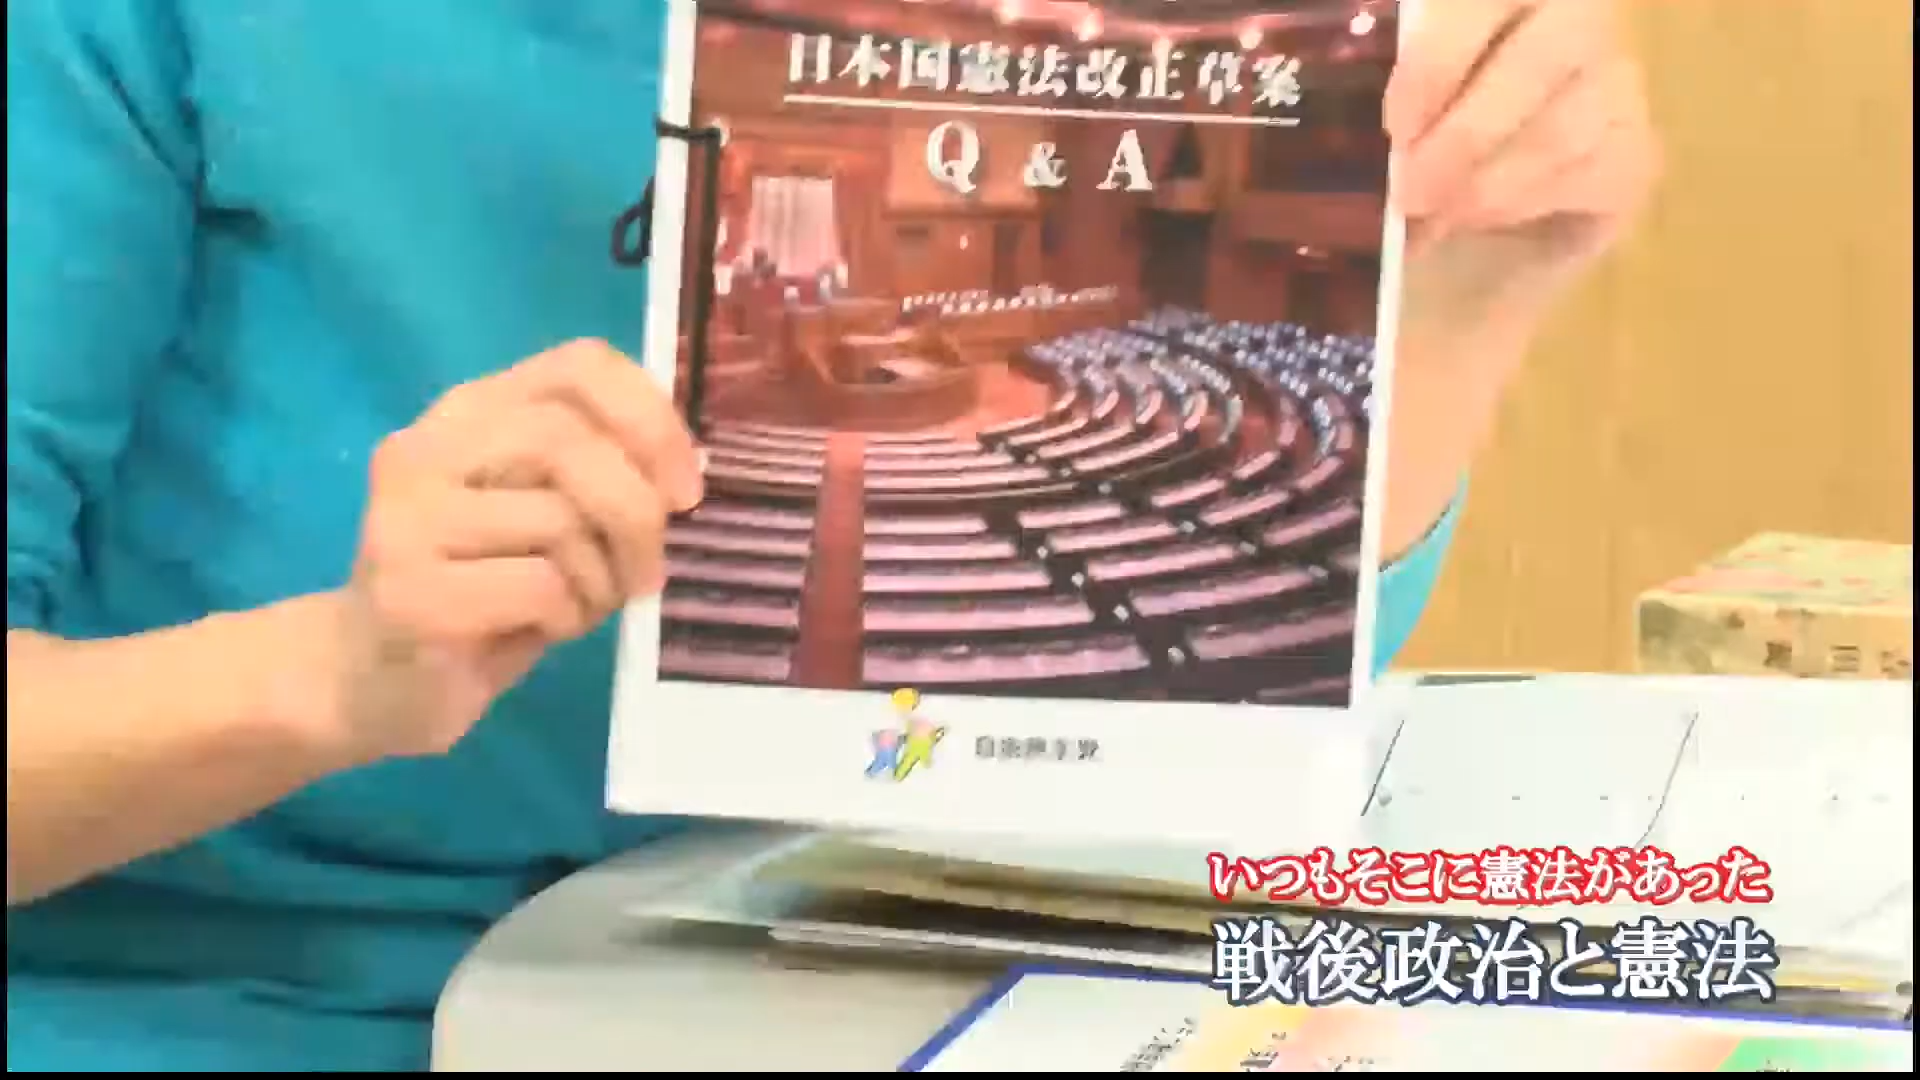 日本国憲法改正草案
Q & A
自由民主党
いつもそこに憲法があった
戦後政治と憲法